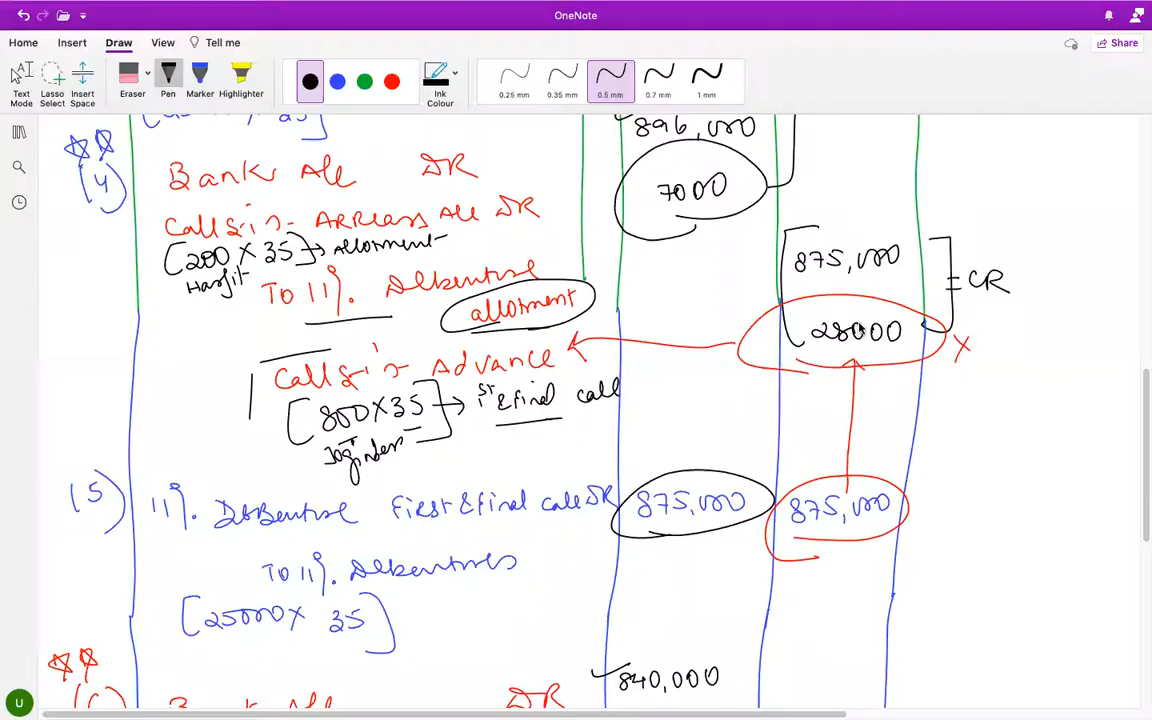 OneNote
Home Insert Draw View Tell me
Share
Text Mode
Lasso Select
Insert Space
Eraser
Pen
Marker
Highlighter
0.25 mm
0.35 mm
0.5 mm
0.7 mm
1 mm
Ink Colour
896,000
(4) Bank A/c DR 7000
Calls-in-ARRears A/c DR
[200 X 35] → allotment
Harjit
875,000
To 11% Debenture allotment
= CR
28000 X
Calls-in-Advance
[800 X 35] → 1st & final call
Joginder
(5) 11% Debenture First & final call DR 875,000 875,000
To 11% Debentures
[25000 X 35]
840,000
Bank A/c DR
U